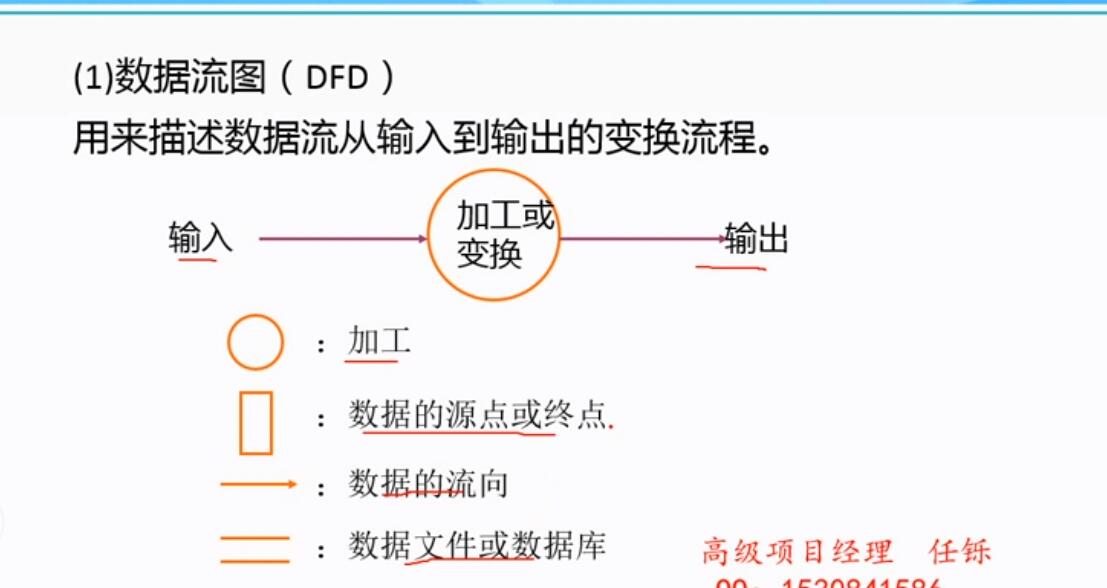 (1)数据流图（DFD）
用来描述数据流从输入到输出的变换流程。
输入
加工或
变换
输出
：加工
：数据的源点或终点.
：数据的流向
：数据文件或数据库
高级项目经理 任铄
QQ：1530841586